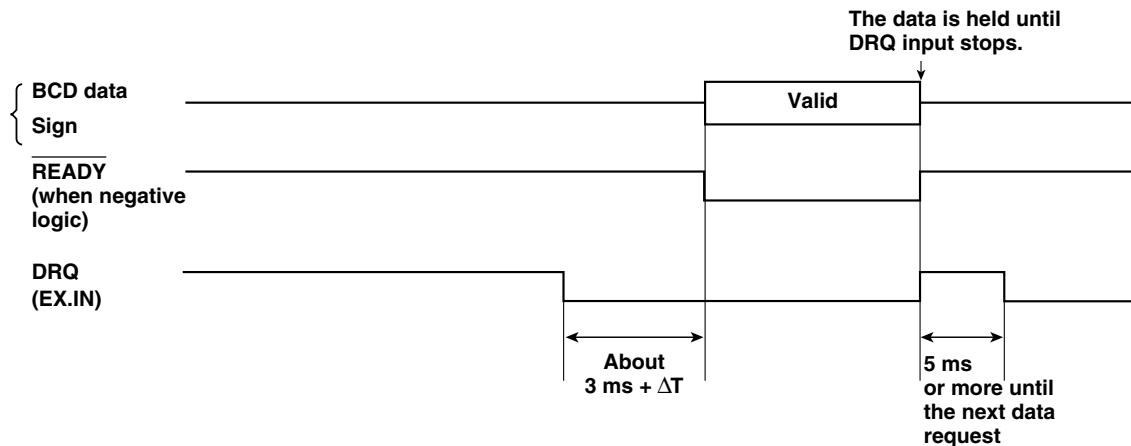 The data is held until
DRQ input stops.
BCD data
Sign
Valid
READY
(when negative
logic)
DRQ
(EX.IN)
About
3 ms + ΔT
5 ms
or more until
the next data
request